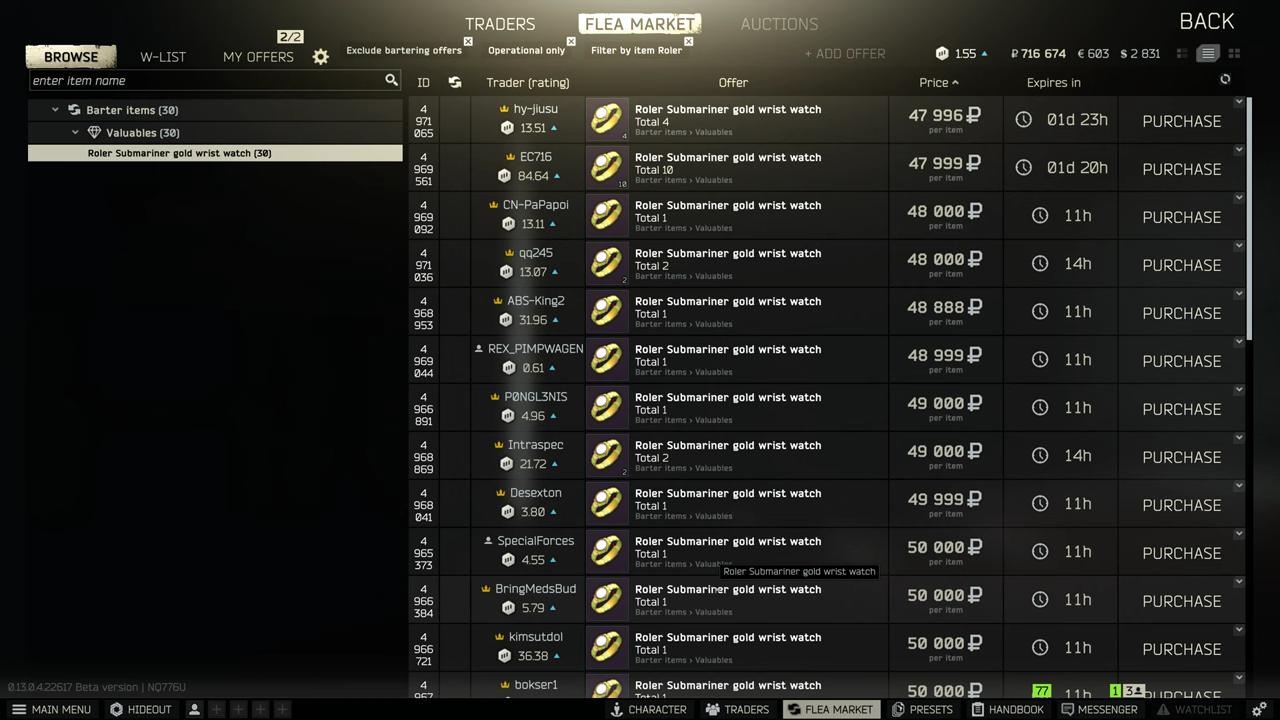 TRADERS FLEA MARKET AUCTIONS BACK
2/2
BROWSE W-LIST MY OFFERS Exclude bartering offers Operational only Filter by item Roler + ADD OFFER 1.55 ₽ 716 674 € 603 $ 2 831
enter item name ID Trader (rating) Offer Price Expires in
Barter items (30)
Valuables (30)
Roler Submariner gold wrist watch (30)
4 971 065 hy-jiusu 13.51 4 Roler Submariner gold wrist watch Total 4 Barter items › Valuables 47 996 ₽ per item 01d 23h PURCHASE
4 969 561 EC716 84.64 10 Roler Submariner gold wrist watch Total 10 Barter items › Valuables 47 999 ₽ per item 01d 20h PURCHASE
4 969 092 CN-PaPapoi 13.11 Roler Submariner gold wrist watch Total 1 Barter items › Valuables 48 000 ₽ per item 11h PURCHASE
4 971 036 qq245 13.07 2 Roler Submariner gold wrist watch Total 2 Barter items › Valuables 48 000 ₽ per item 14h PURCHASE
4 968 953 ABS-King2 31.96 Roler Submariner gold wrist watch Total 1 Barter items › Valuables 48 888 ₽ per item 11h PURCHASE
4 969 044 REX_PIMPWAGEN 0.61 Roler Submariner gold wrist watch Total 1 Barter items › Valuables 48 999 ₽ per item 11h PURCHASE
4 966 891 P0NGL3NIS 4.96 Roler Submariner gold wrist watch Total 1 Barter items › Valuables 49 000 ₽ per item 11h PURCHASE
4 968 869 Intraspec 21.72 2 Roler Submariner gold wrist watch Total 2 Barter items › Valuables 49 000 ₽ per item 14h PURCHASE
4 968 041 Desexton 3.80 Roler Submariner gold wrist watch Total 1 Barter items › Valuables 49 999 ₽ per item 11h PURCHASE
4 965 373 SpecialForces 4.55 Roler Submariner gold wrist watch Total 1 Barter items › Valuables 50 000 ₽ per item 11h PURCHASE
Roler Submariner gold wrist watch
4 966 384 BringMedsBud 5.79 Roler Submariner gold wrist watch Total 1 Barter items › Valuables 50 000 ₽ per item 11h PURCHASE
4 966 721 kimsutdol 36.38 Roler Submariner gold wrist watch Total 1 Barter items › Valuables 50 000 ₽ per item 11h PURCHASE
4 bokser1 Roler Submariner gold wrist watch 50 000 ₽ 11h PURCHASE
0.13.0.4.22617 Beta version | NQ776U 77 1 3
MAIN MENU HIDEOUT CHARACTER TRADERS FLEA MARKET PRESETS HANDBOOK MESSENGER WATCHLIST